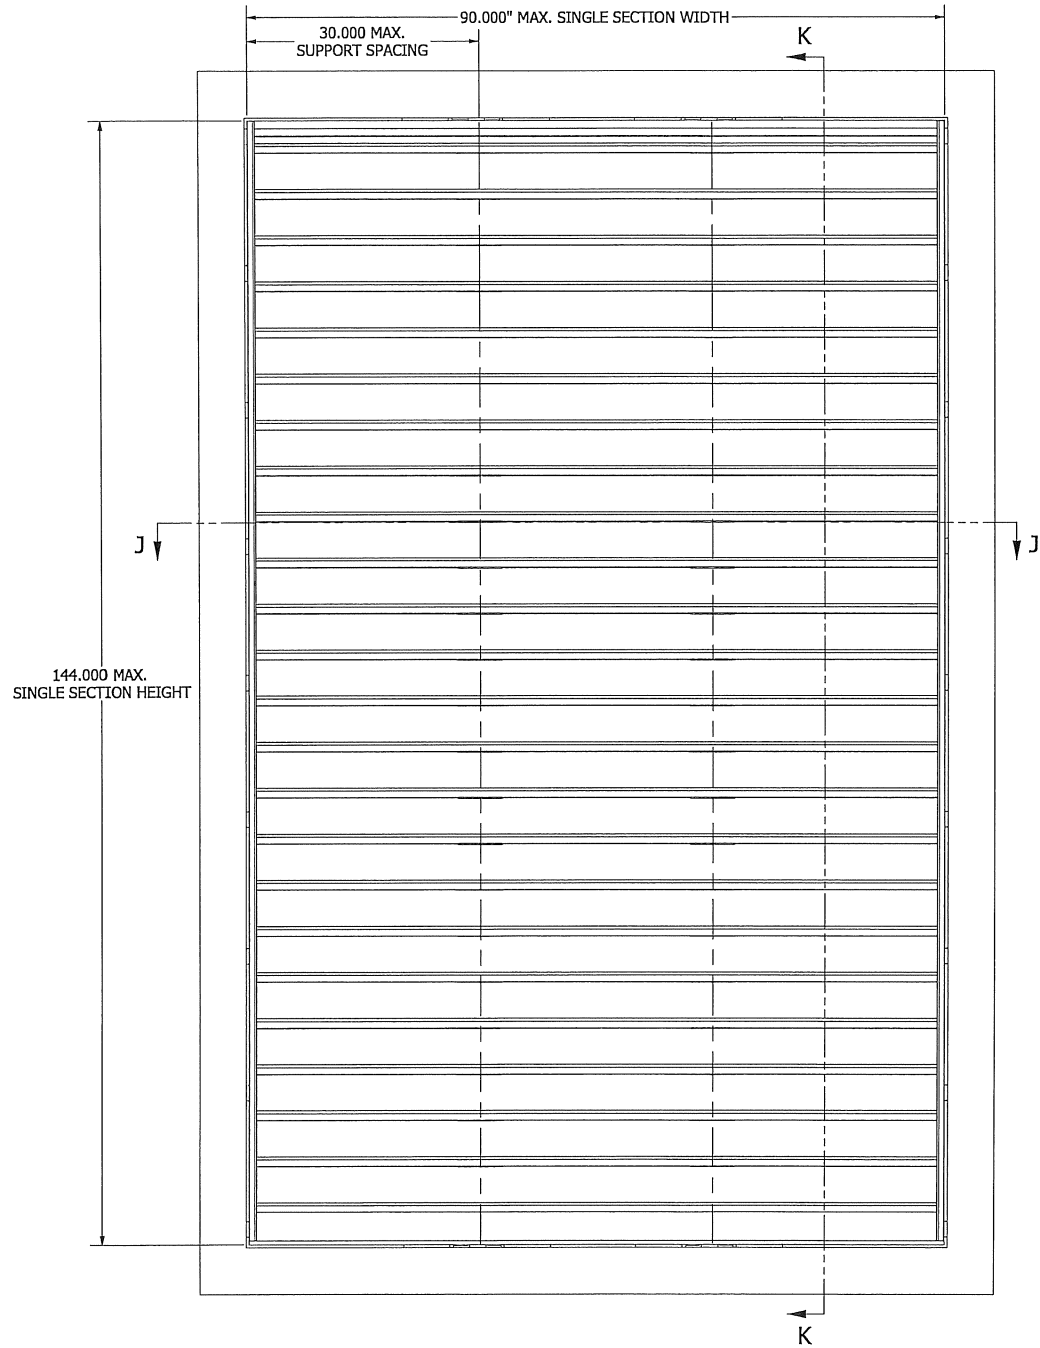 90.000" MAX. SINGLE SECTION WIDTH
30.000 MAX.
SUPPORT SPACING
K
J
J
144.000 MAX.
SINGLE SECTION HEIGHT
K